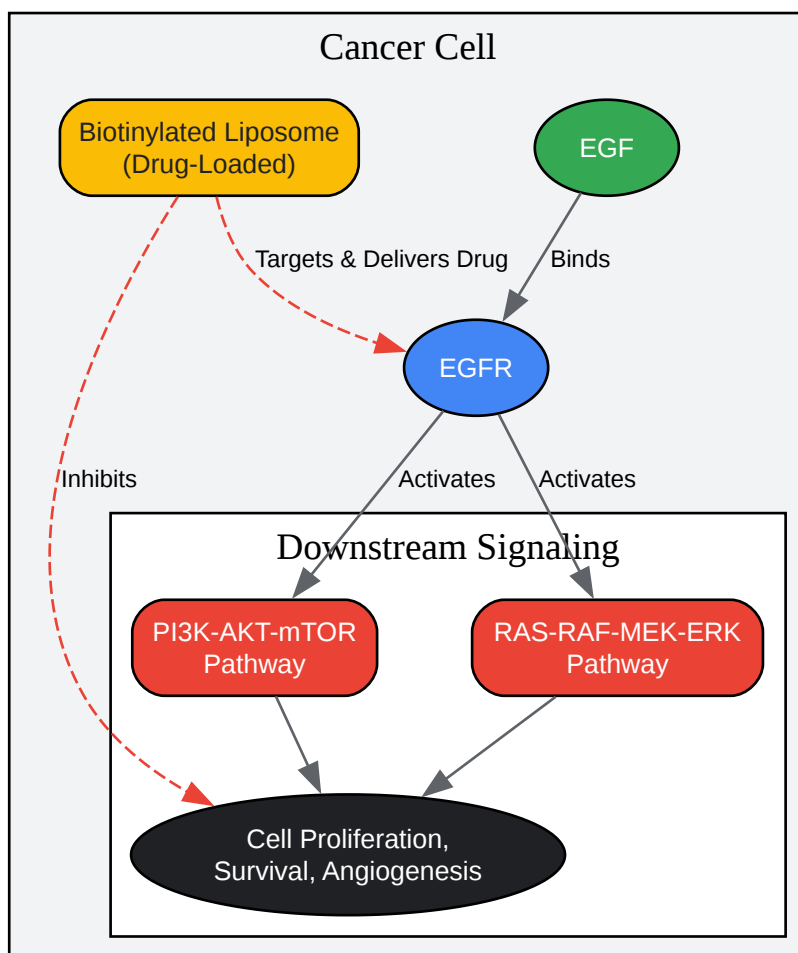 Cancer Cell
Biotinylated Liposome
(Drug-Loaded)
EGF
Targets & Delivers Drug
Binds
EGFR
Inhibits
Activates
Activates
Downstream Signaling
PI3K-AKT-mTOR
Pathway
RAS-RAF-MEK-ERK
Pathway
Cell Proliferation,
Survival, Angiogenesis